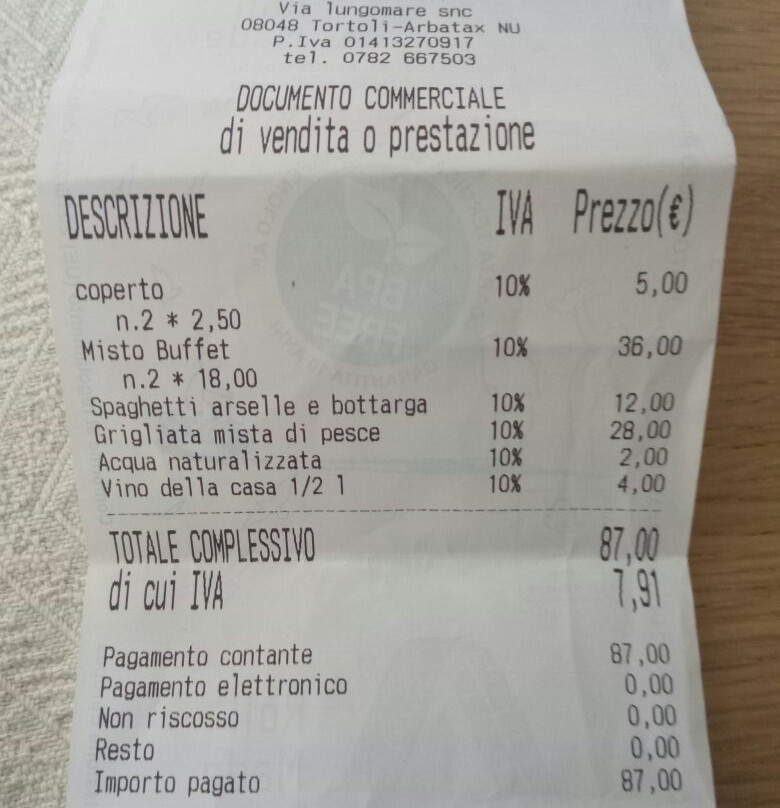 Via lungomare snc
08048 Tortoli-Arbatax NU
P.Iva 01413270917
tel. 0782 667503
DOCUMENTO COMMERCIALE
di vendita o prestazione
DESCRIZIONE IVA Prezzo(€)
coperto 10% 5,00
n.2 * 2,50
Misto Buffet 10% 36,00
n.2 * 18,00
Spaghetti arselle e bottarga 10% 12,00
Grigliata mista di pesce 10% 28,00
Acqua naturalizzata 10% 2,00
Vino della casa 1/2 l 10% 4,00
TOTALE COMPLESSIVO 87,00
di cui IVA 7,91
Pagamento contante 87,00
Pagamento elettronico 0,00
Non riscosso 0,00
Resto 0,00
Importo pagato 87,00
BPA
FREE